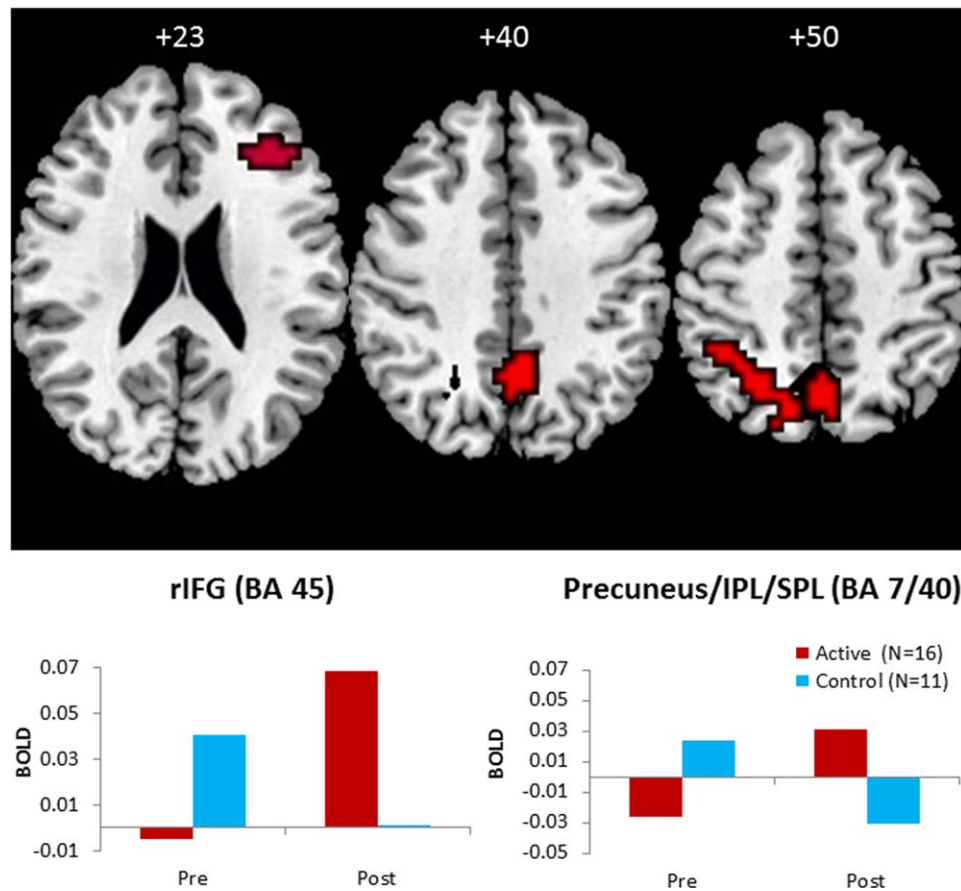 +23 +40 +50
rIFG (BA 45)
0.07
0.05
0.03
0.01
-0.01
BOLD
Pre Post
Precuneus/IPL/SPL (BA 7/40)
Active (N=16)
Control (N=11)
0.07
0.05
0.03
0.01
-0.01
-0.03
-0.05
BOLD
Pre Post